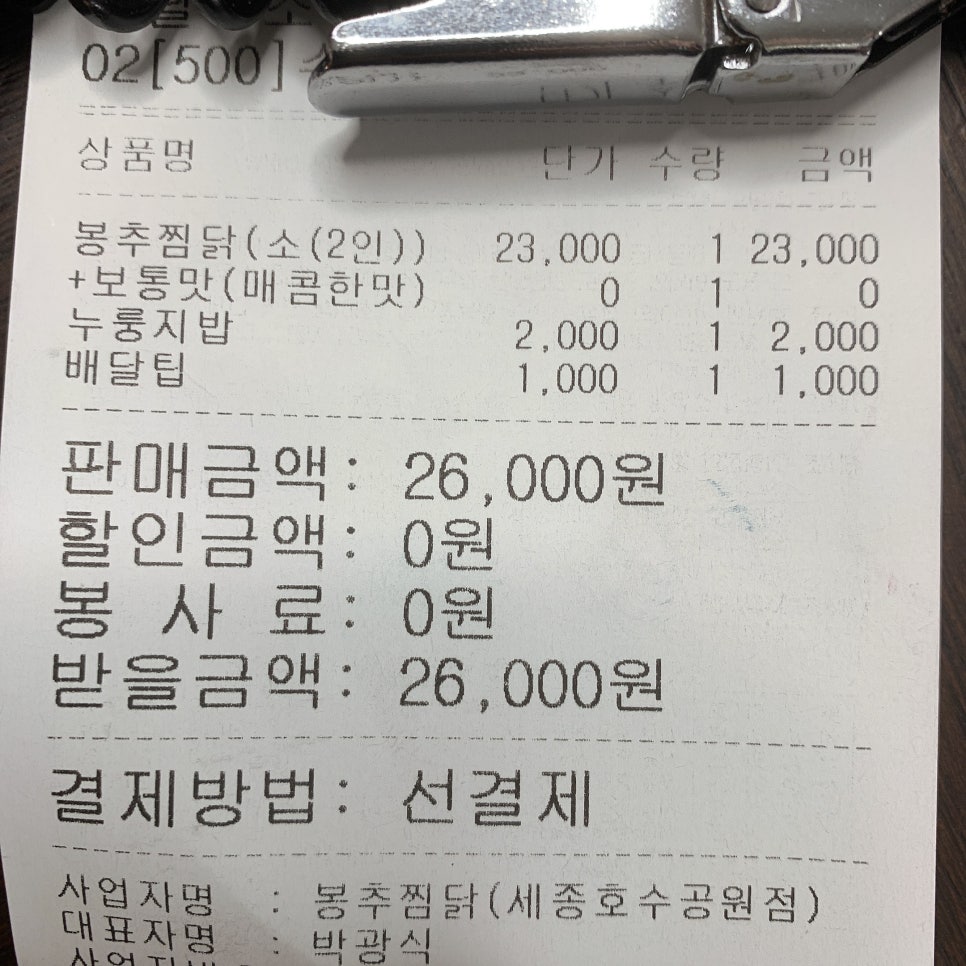 02[500]
상품명 단가 수량 금액
봉추찜닭(소(2인)) 23,000 1 23,000
+보통맛(매콤한맛) 0 1 0
누룽지밥 2,000 1 2,000
배달팁 1,000 1 1,000
판매금액: 26,000원
할인금액: 0원
봉 사 료: 0원
받을금액: 26,000원
결제방법: 선결제
사업자명 : 봉추찜닭(세종호수공원점)
대표자명 : 박광식